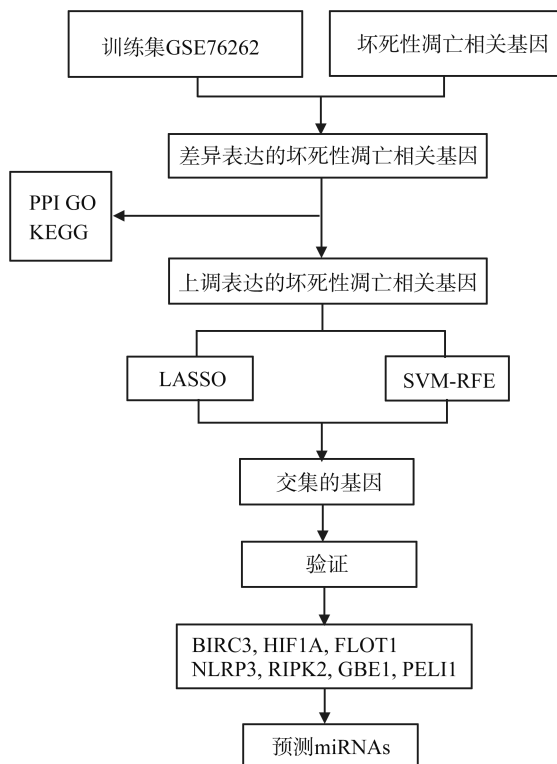 训练集GSE76262
坏死性凋亡相关基因
差异表达的坏死性凋亡相关基因
PPI GO
KEGG
上调表达的坏死性凋亡相关基因
LASSO
SVM-RFE
交集的基因
验证
BIRC3, HIF1A, FLOT1
NLRP3, RIPK2, GBE1, PELI1
预测miRNAs